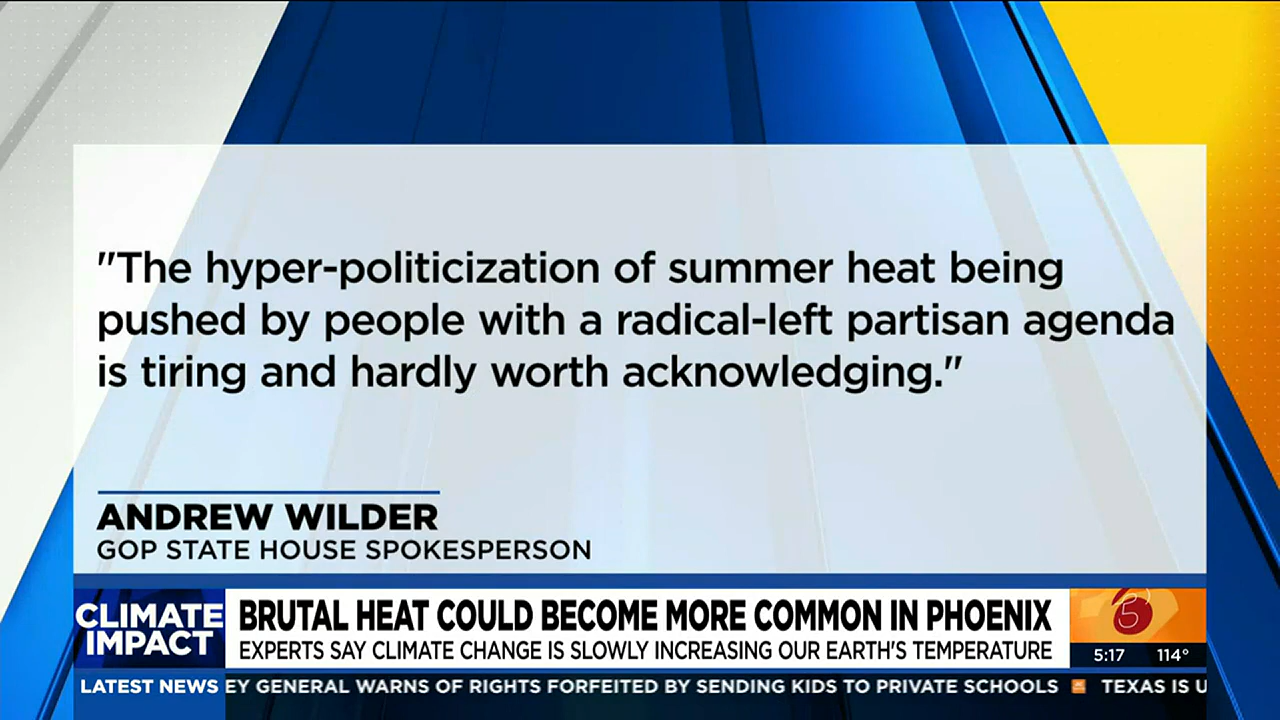 "The hyper-politicization of summer heat being
pushed by people with a radical-left partisan agenda
is tiring and hardly worth acknowledging."
ANDREW WILDER
GOP STATE HOUSE SPOKESPERSON
CLIMATE
IMPACT
BRUTAL HEAT COULD BECOME MORE COMMON IN PHOENIX
EXPERTS SAY CLIMATE CHANGE IS SLOWLY INCREASING OUR EARTH'S TEMPERATURE
5
5:17 114°
LATEST NEWS EY GENERAL WARNS OF RIGHTS FORFEITED BY SENDING KIDS TO PRIVATE SCHOOLS TEXAS IS U